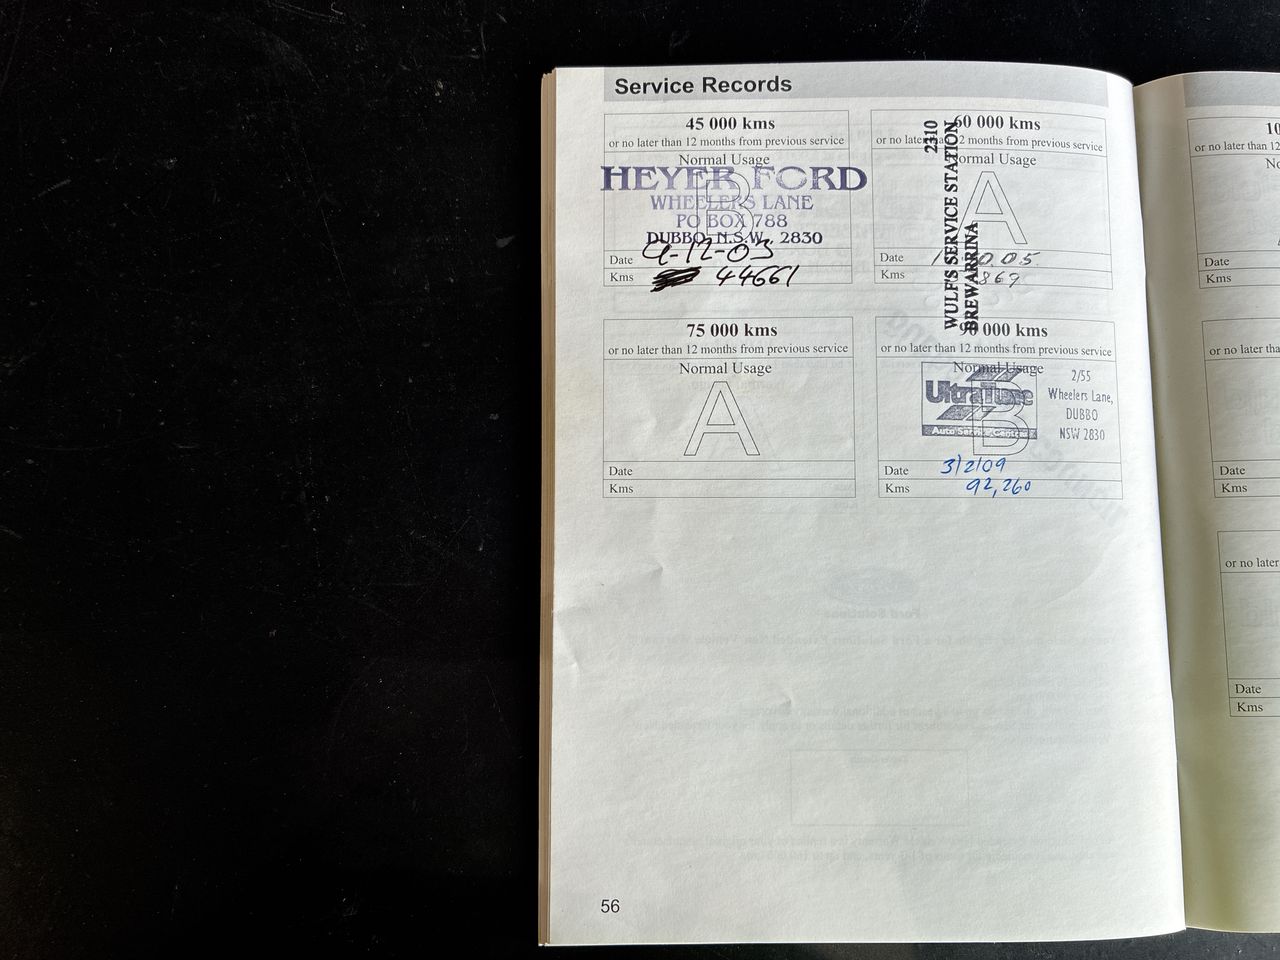 Service Records
45 000 kms
or no later than 12 months from previous service
Normal Usage
B
HEYER FORD
WHEELERS LANE
PO BOX 788
DUBBO N.S.W. 2830
Date 9-12-03
Kms 44661
60 000 kms
or no later than 12 months from previous service
Normal Usage
A
2310
WULF'S SERVICE STATION
BREWARRINA
Date
Kms 869
75 000 kms
or no later than 12 months from previous service
Normal Usage
A
Date
Kms
90 000 kms
or no later than 12 months from previous service
Normal Usage
B
UltraTune
Auto Service Centres
2/55
Wheelers Lane,
DUBBO
NSW 2830
Date 3/2/09
Kms 92,260
56
10
or no later than 12
Date
Kms
or no later tha
Date
Kms
or no later
Date
Kms